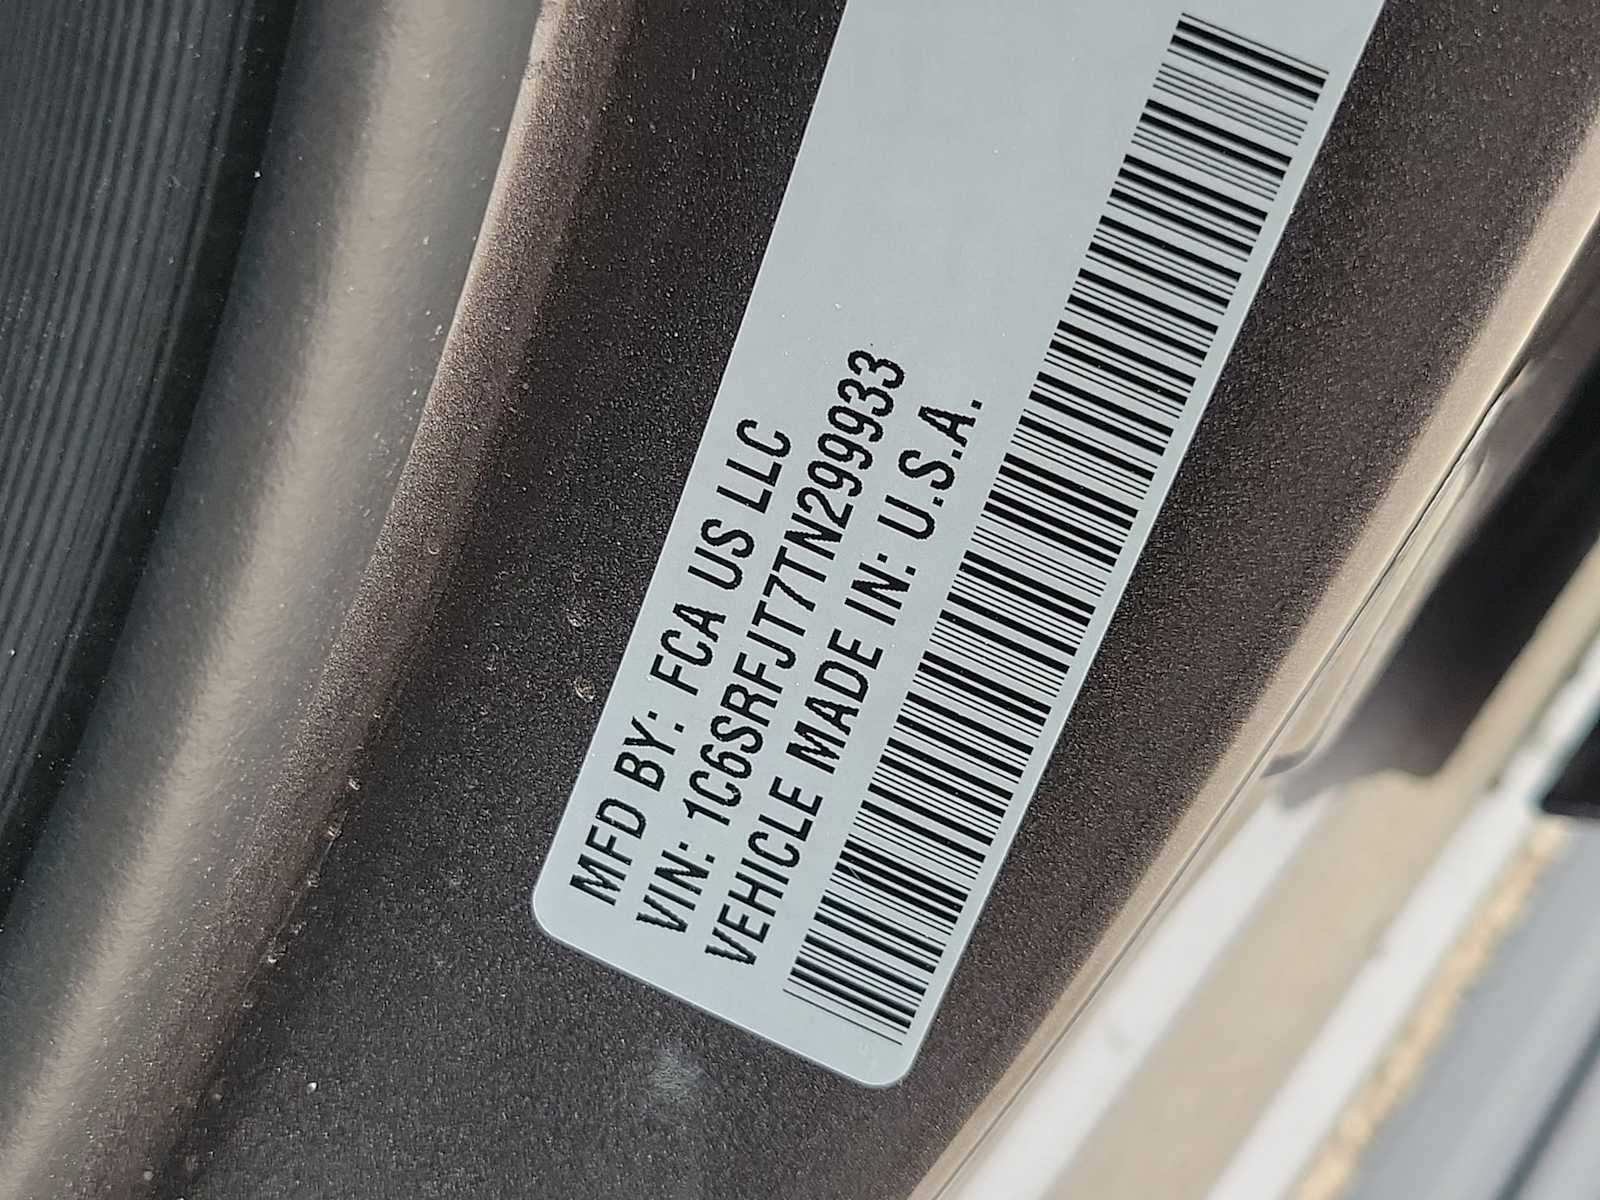 MFD BY: FCA US LLC
VIN: 1C6SRFJT7TN299933
VEHICLE MADE IN: U.S.A.